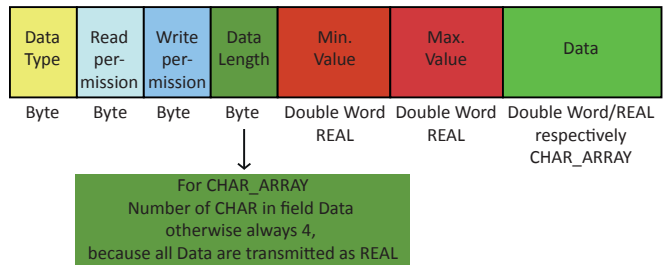 Data Type
Read per-mission
Write per-mission
Data Length
Min. Value
Max. Value
Data
Byte
Byte
Byte
Byte
Double Word REAL
Double Word REAL
Double Word/REAL respectively CHAR_ARRAY
For CHAR_ARRAY
Number of CHAR in field Data
otherwise always 4,
because all Data are transmitted as REAL